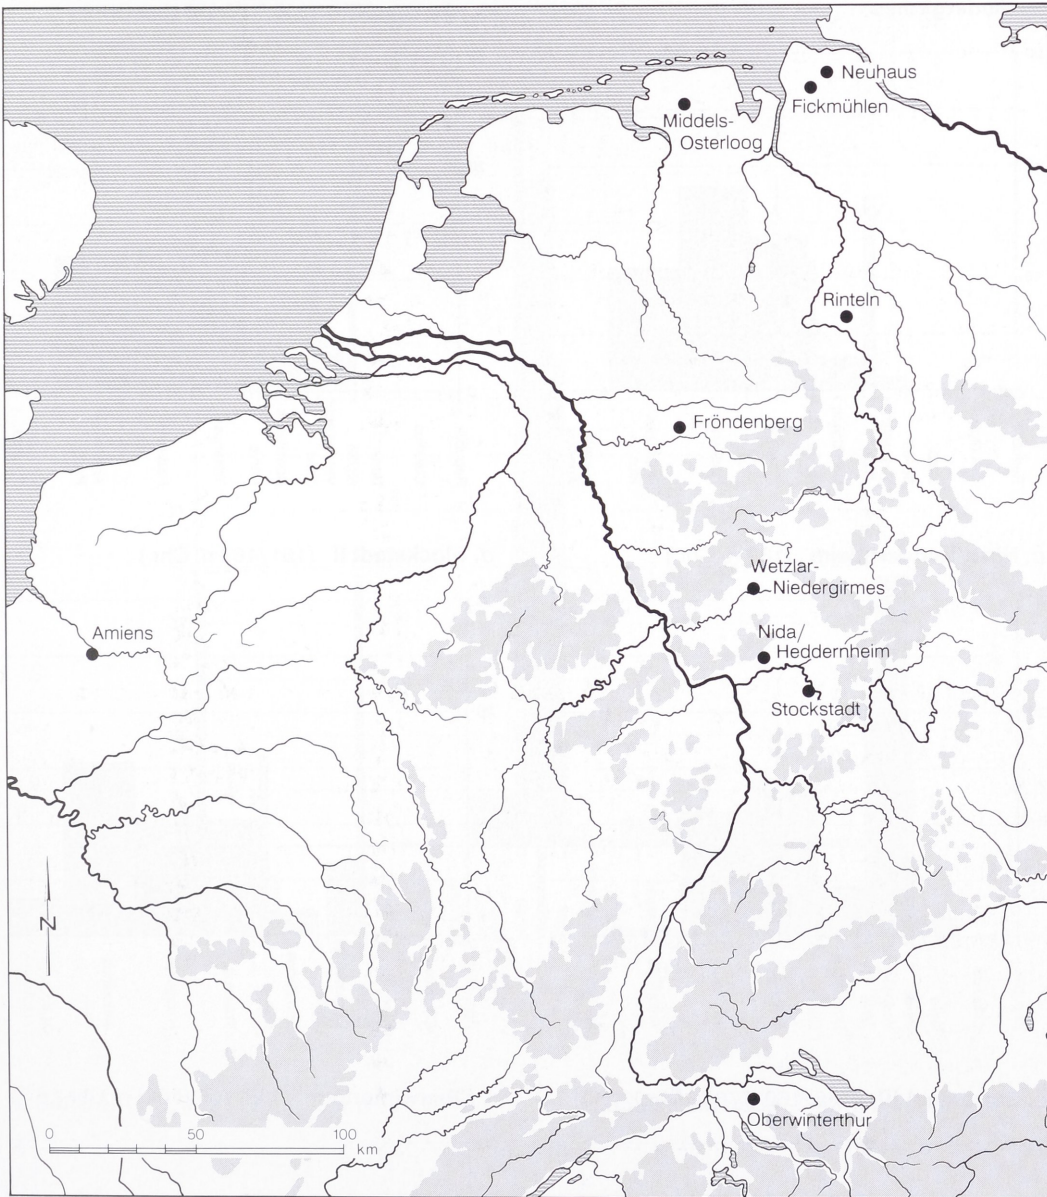 Neuhaus
Fickmühlen
Middels-
Osterloog
Rinteln
Fröndenberg
Wetzlar-
Niedergirmes
Amiens
Nida/
Heddernheim
Stockstadt
N
Oberwinterthur
0 50 100
km